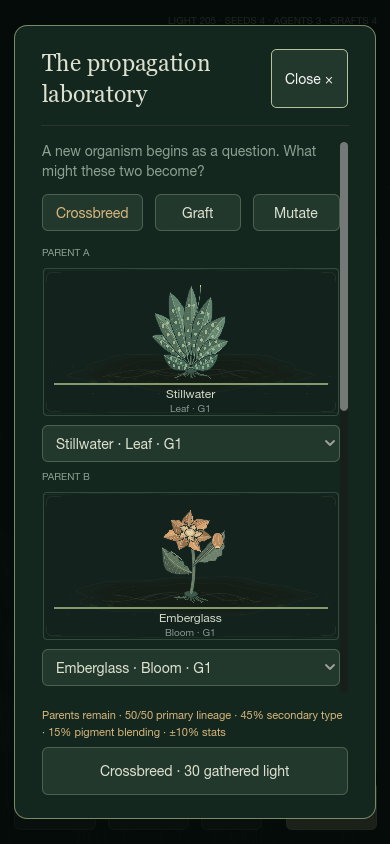 LIGHT 205 · SEEDS 4 · AGENTS 3 · GRAFTS 4
The propagation
laboratory
Close ×
A new organism begins as a question. What
might these two become?
Crossbreed
Graft
Mutate
PARENT A
Stillwater
Leaf · G1
Stillwater · Leaf · G1
PARENT B
Emberglass
Bloom · G1
Emberglass · Bloom · G1
Parents remain · 50/50 primary lineage · 45% secondary type
· 15% pigment blending · ±10% stats
Crossbreed · 30 gathered light